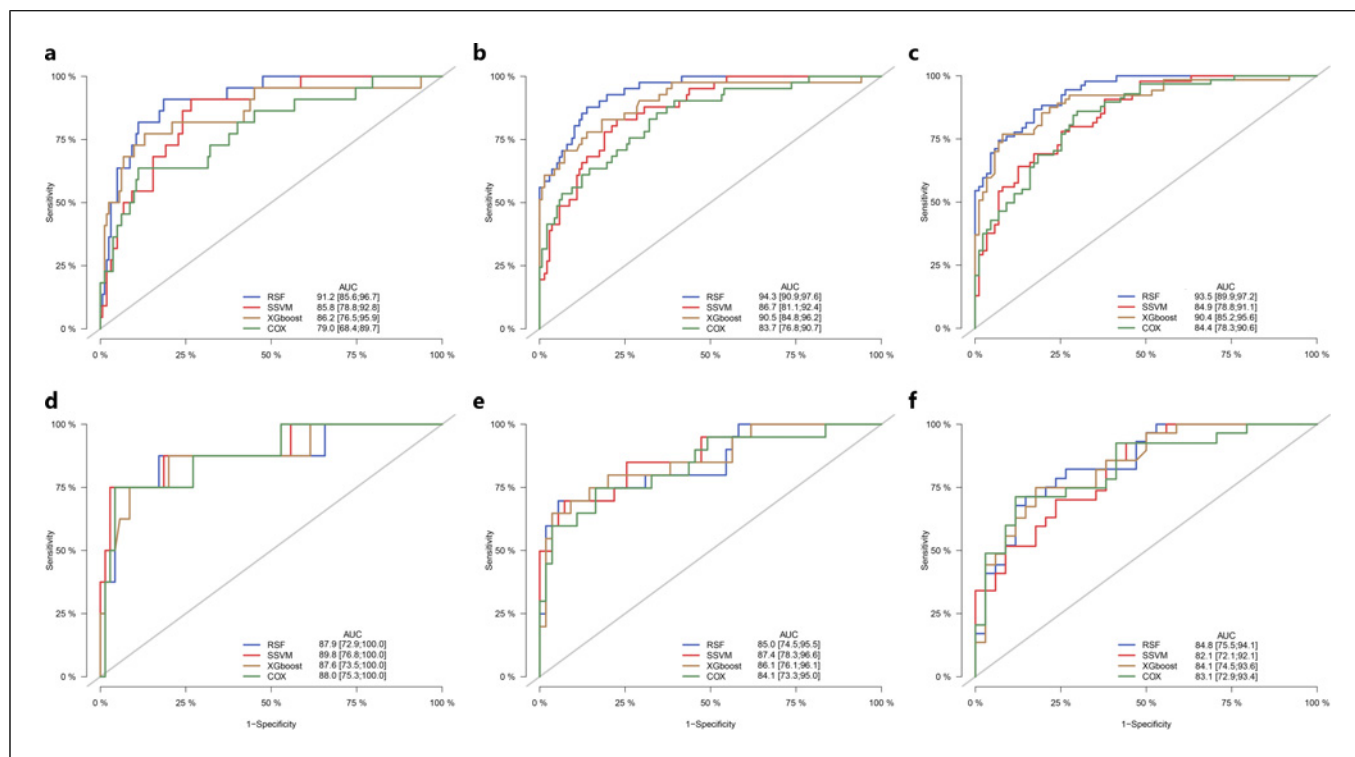 a
100 %
75 %
50 %
25 %
0 %
Sensitivity
AUC
RSF 91.2 [85.6;96.7]
SSVM 85.8 [78.8;92.8]
XGboost 86.2 [76.5;95.9]
COX 79.0 [68.4;89.7]
0 % 25 % 50 % 75 % 100 %
b
100 %
75 %
50 %
25 %
0 %
Sensitivity
AUC
RSF 94.3 [90.9;97.6]
SSVM 86.7 [81.1;92.4]
XGboost 90.5 [84.8;96.2]
COX 83.7 [76.8;90.7]
0 % 25 % 50 % 75 % 100 %
c
100 %
75 %
50 %
25 %
0 %
Sensitivity
AUC
RSF 93.5 [89.9;97.2]
SSVM 84.9 [78.8;91.1]
XGboost 90.4 [85.2;95.6]
COX 84.4 [78.3;90.6]
0 % 25 % 50 % 75 % 100 %
d
100 %
75 %
50 %
25 %
0 %
Sensitivity
AUC
RSF 87.9 [72.9;100.0]
SSVM 89.8 [76.8;100.0]
XGboost 87.6 [73.5;100.0]
COX 88.0 [75.3;100.0]
0 % 25 % 50 % 75 % 100 %
1−Specificity
e
100 %
75 %
50 %
25 %
0 %
Sensitivity
AUC
RSF 85.0 [74.5;95.5]
SSVM 87.4 [78.3;96.6]
XGboost 86.1 [76.1;96.1]
COX 84.1 [73.3;95.0]
0 % 25 % 50 % 75 % 100 %
1−Specificity
f
100 %
75 %
50 %
25 %
0 %
Sensitivity
AUC
RSF 84.8 [75.5;94.1]
SSVM 82.1 [72.1;92.1]
XGboost 84.1 [74.5;93.6]
COX 83.1 [72.9;93.4]
0 % 25 % 50 % 75 % 100 %
1−Specificity